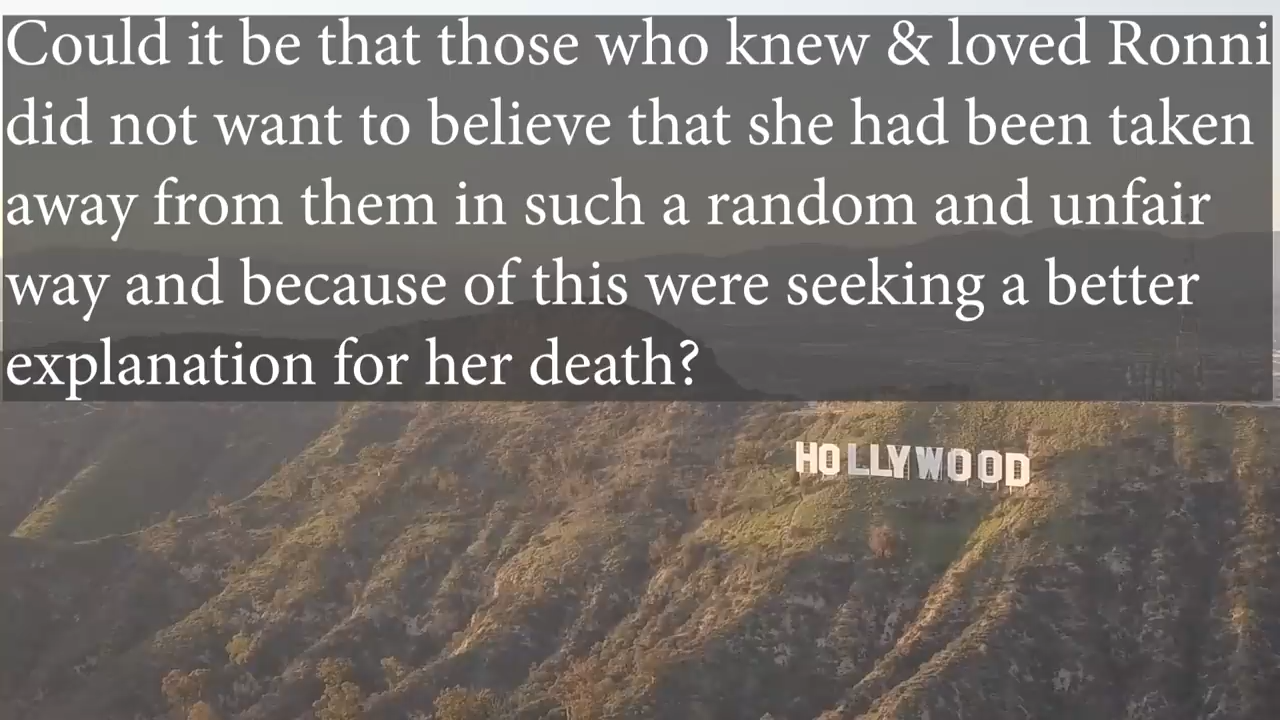 Could it be that those who knew & loved Ronni
did not want to believe that she had been taken
away from them in such a random and unfair
way and because of this were seeking a better
explanation for her death?
HOLLYWOOD